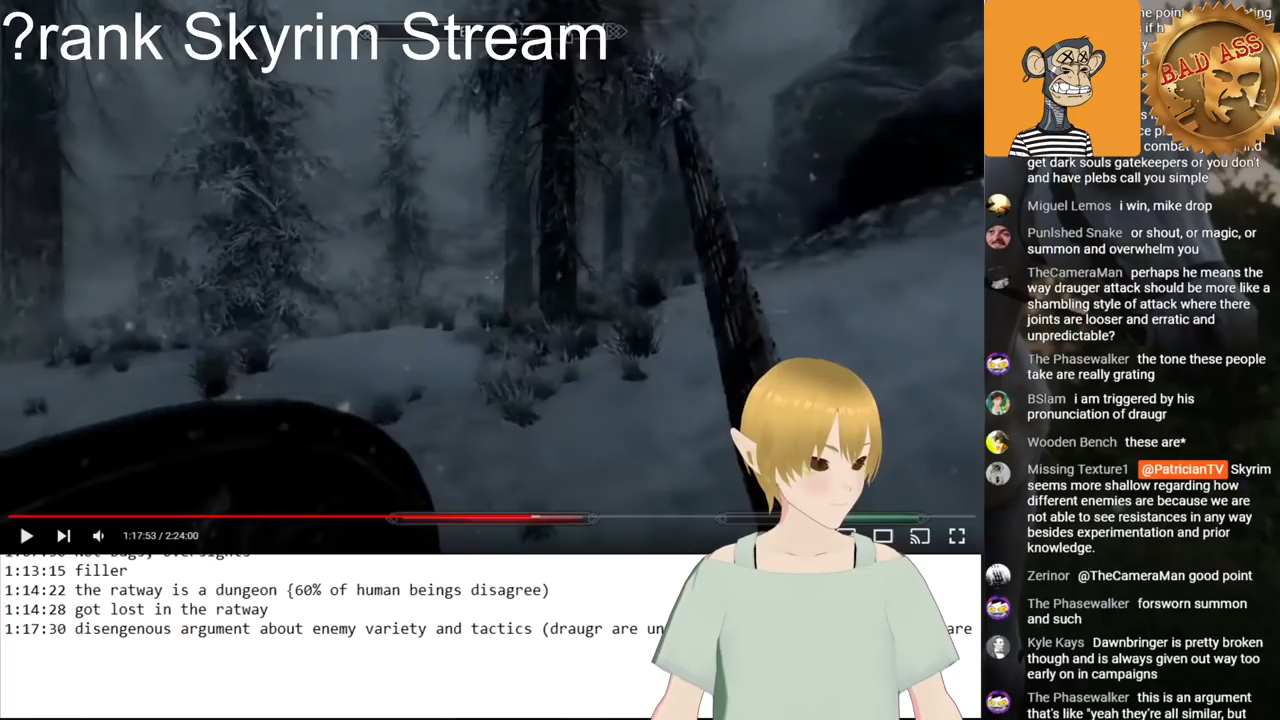 ?rank Skyrim Stream
1:17:53 / 2:24:00
1:13:15 filler
1:14:22 the ratway is a dungeon {60% of human beings disagree)
1:14:28 got lost in the ratway
1:17:30 disengenous argument about enemy variety and tactics (draugr are un
are
BAD ASS
combat
get dark souls gatekeepers or you don't
and have plebs call you simple
Miguel Lemos i win, mike drop
Punlshed Snake or shout, or magic, or
summon and overwhelm you
TheCameraMan perhaps he means the
way drauger attack should be more like a
shambling style of attack where there
joints are looser and erratic and
unpredictable?
The Phasewalker the tone these people
take are really grating
BSlam i am triggered by his
pronunciation of draugr
Wooden Bench these are*
Missing Texture1 @PatricianTV Skyrim
seems more shallow regarding how
different enemies are because we are
not able to see resistances in any way
besides experimentation and prior
knowledge.
Zerinor @TheCameraMan good point
The Phasewalker forsworn summon
and such
Kyle Kays Dawnbringer is pretty broken
though and is always given out way too
early on in campaigns
The Phasewalker this is an argument
that's like "yeah they're all similar, but